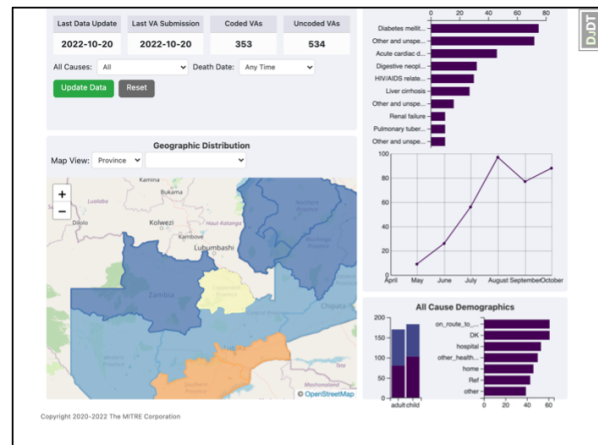 Last Data Update
Last VA Submission
Coded VAs
Uncoded VAs
2022-10-20
2022-10-20
353
534
All Causes: All
Death Date: Any Time
Update Data
Reset
Geographic Distribution
Map View: Province
+
−
Kamina
Bukama
Kolwezi
Kambove
Lubumbashi
Zambia
Haut-Katanga
© OpenStreetMap
Diabetes mellit...
Other and unspe...
Acute cardiac d...
Digestive neopl...
HIV/AIDS relate...
Liver cirrhosis
Other and unspe...
Renal failure
Pulmonary tuber...
Other and unspe...
0 20 40 60 80
100
80
60
40
20
0
April May June July August September October
All Cause Demographics
200
150
100
50
0
adult child
on_route_to_...
DK
hospital
other_health...
home
Ref
other
0 20 40 60
DJDT
Copyright 2020-2022 The MITRE Corporation